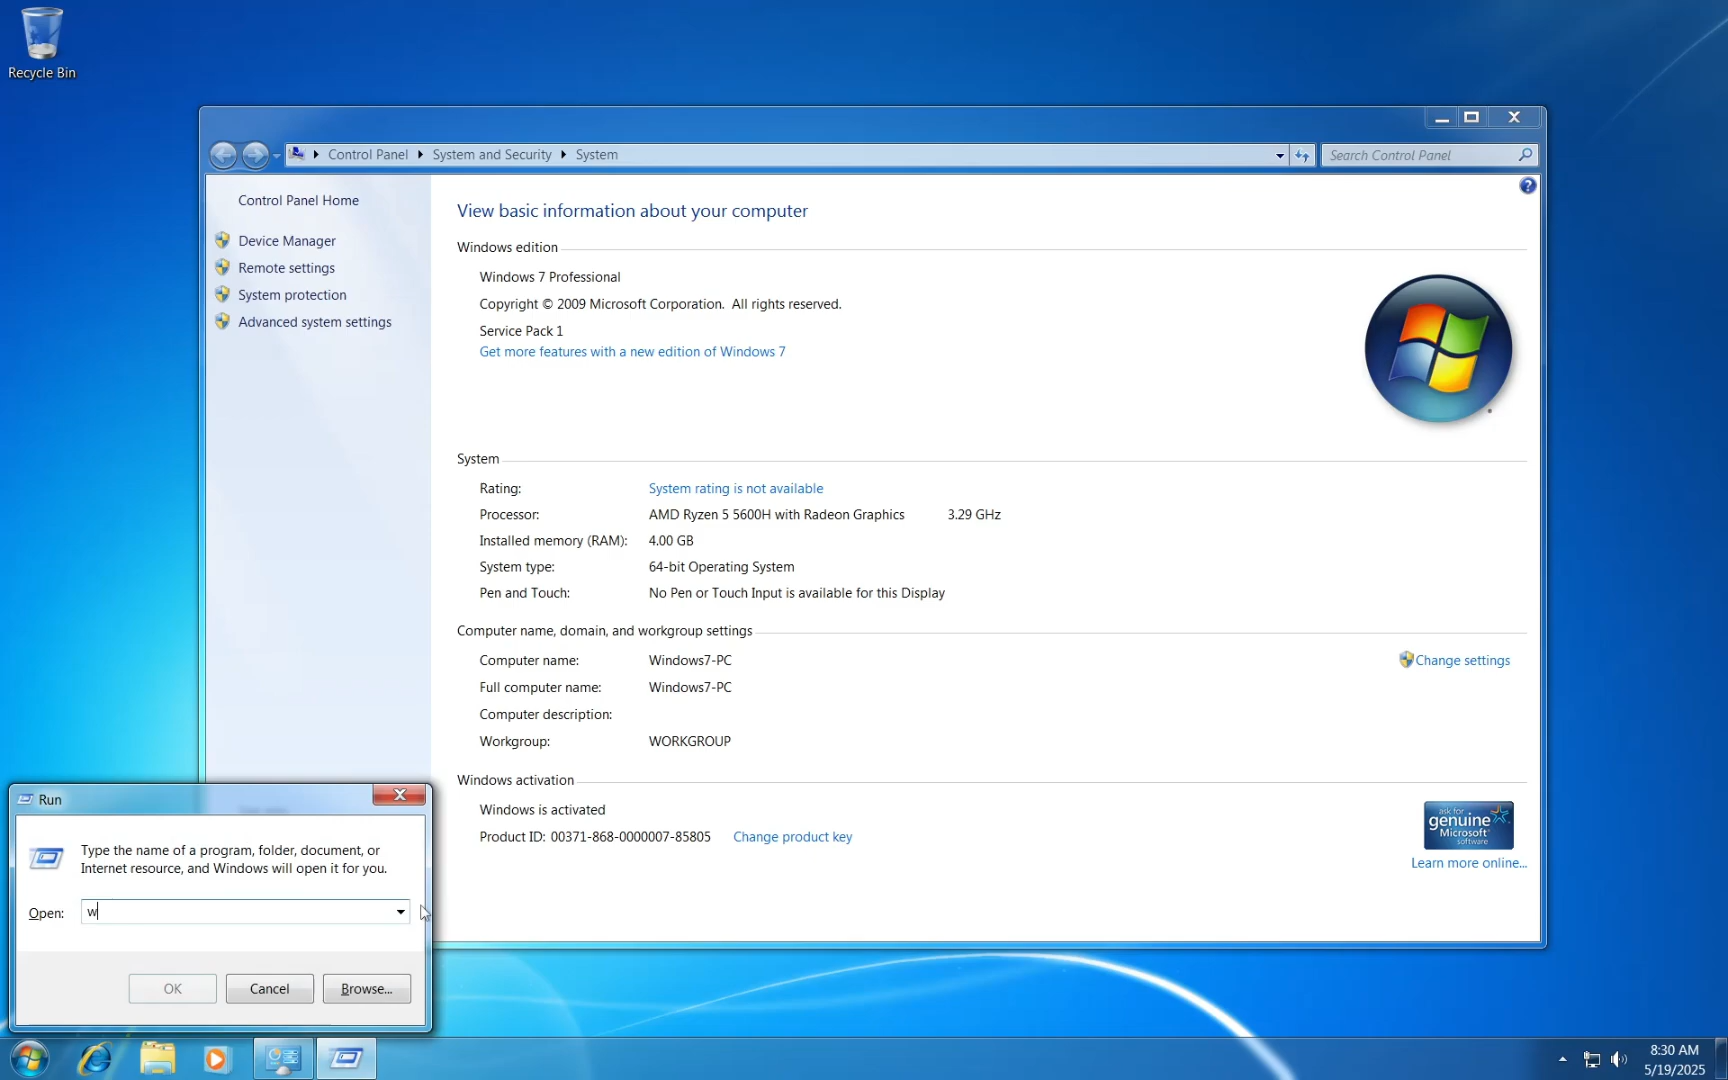 Recycle Bin
Control Panel
System and Security
System
Search Control Panel
Control Panel Home
Device Manager
Remote settings
System protection
Advanced system settings
?
View basic information about your computer
Windows edition
Windows 7 Professional
Copyright © 2009 Microsoft Corporation. All rights reserved.
Service Pack 1
Get more features with a new edition of Windows 7
System
Rating: System rating is not available
Processor: AMD Ryzen 5 5600H with Radeon Graphics 3.29 GHz
Installed memory (RAM): 4.00 GB
System type: 64-bit Operating System
Pen and Touch: No Pen or Touch Input is available for this Display
Computer name, domain, and workgroup settings
Computer name: Windows7-PC
Change settings
Full computer name: Windows7-PC
Computer description:
Workgroup: WORKGROUP
Windows activation
Windows is activated
Product ID: 00371-868-0000007-85805 Change product key
ask for
genuine
Microsoft
software
Learn more online...
Run
Type the name of a program, folder, document, or
Internet resource, and Windows will open it for you.
Open: w
OK
Cancel
Browse...
8:30 AM
5/19/2025